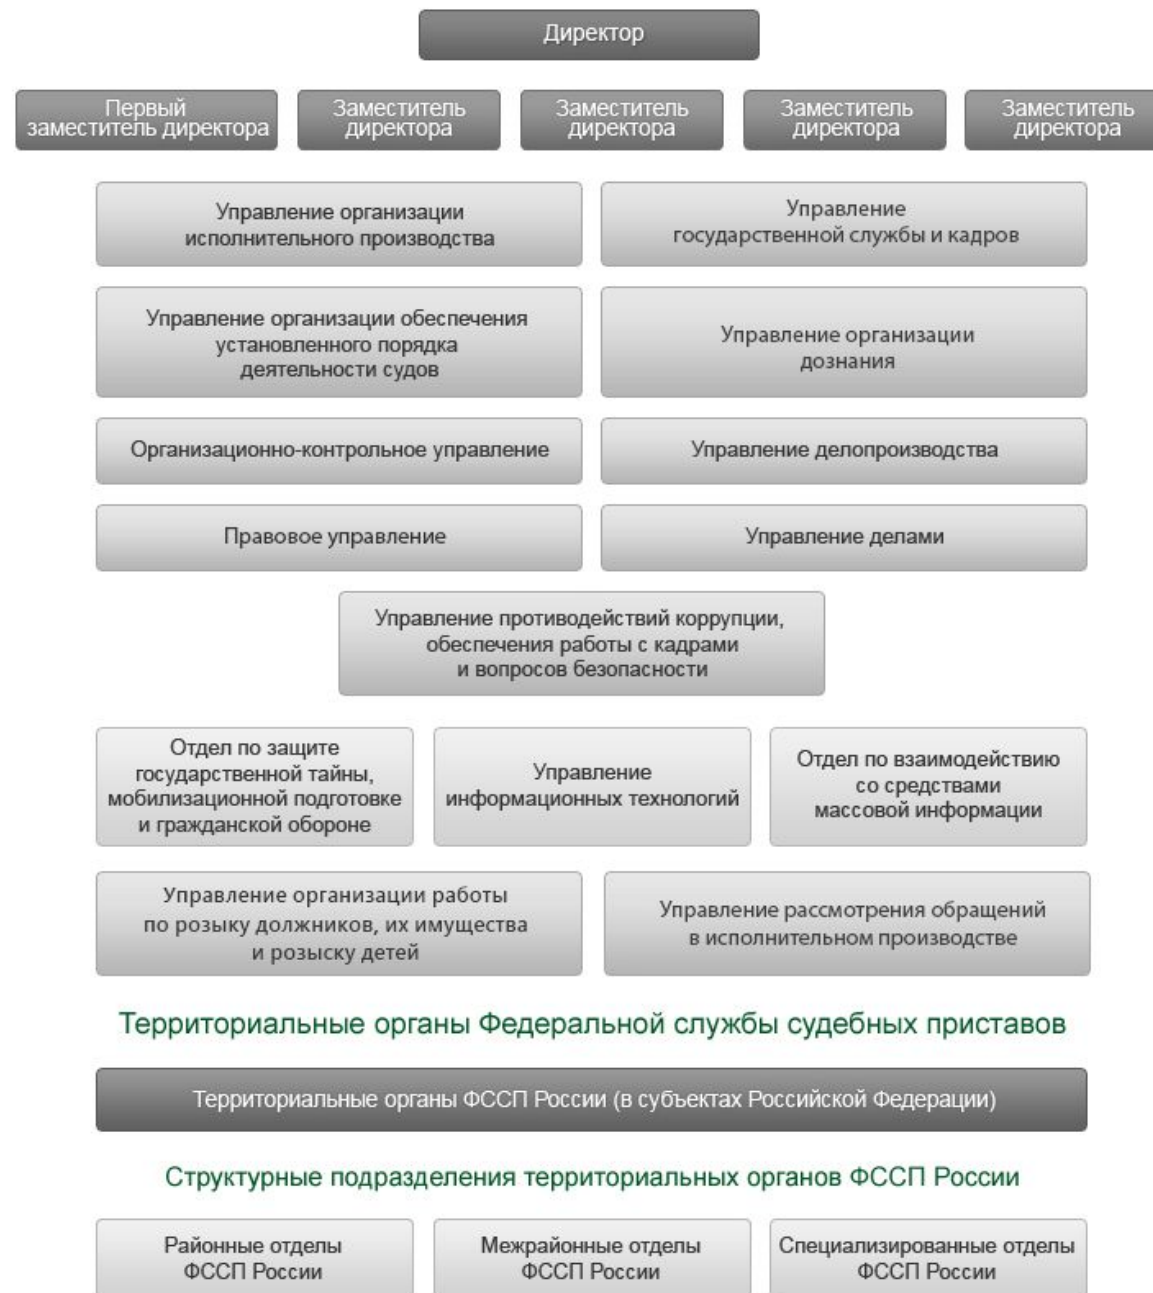 Директор
Первый
заместитель директора
Заместитель
директора
Заместитель
директора
Заместитель
директора
Заместитель
директора
Управление организации
исполнительного производства
Управление
государственной службы и кадров
Управление организации обеспечения
установленного порядка
деятельности судов
Управление организации
дознания
Организационно-контрольное управление
Управление делопроизводства
Правовое управление
Управление делами
Управление противодействий коррупции,
обеспечения работы с кадрами
и вопросов безопасности
Отдел по защите
государственной тайны,
мобилизационной подготовке
и гражданской обороне
Управление
информационных технологий
Отдел по взаимодействию
со средствами
массовой информации
Управление организации работы
по розыку должников, их имущества
и розыску детей
Управление рассмотрения обращений
в исполнительном производстве
Территориальные органы Федеральной службы судебных приставов
Территориальные органы ФССП России (в субъектах Российской Федерации)
Структурные подразделения территориальных органов ФССП России
Районные отделы
ФССП России
Межрайонные отделы
ФССП России
Специализированные отделы
ФССП России